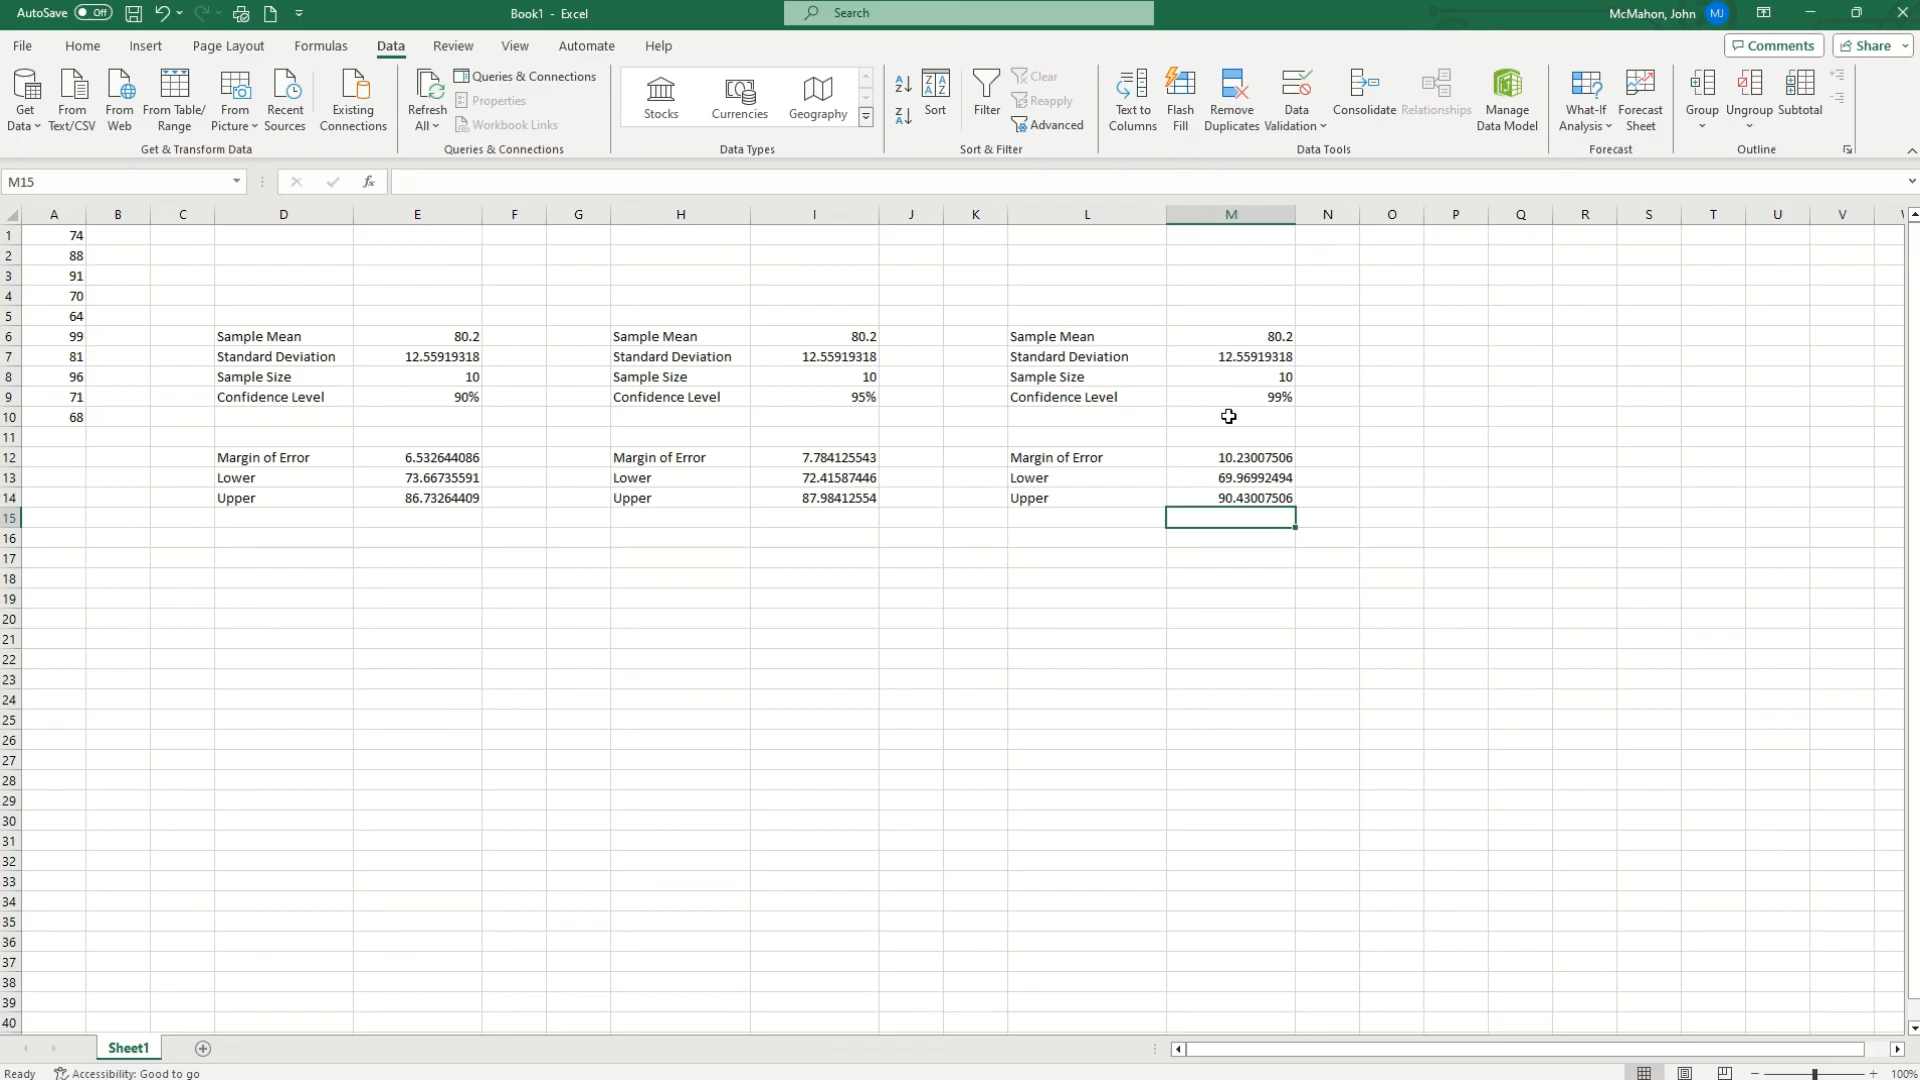 AutoSave Off Book1 - Excel Search McMahon, John MJ
File Home Insert Page Layout Formulas Data Review View Automate Help Comments Share
Get Data From Text/CSV From Web From Table/ Range From Picture Recent Sources Existing Connections
Get & Transform Data
Refresh All Queries & Connections Properties Workbook Links
Queries & Connections
Stocks Currencies Geography
Data Types
Sort Filter Clear Reapply Advanced
Sort & Filter
Text to Columns Flash Fill Remove Duplicates Data Validation Consolidate Relationships Manage Data Model
Data Tools
What-If Analysis Forecast Sheet
Forecast
Group Ungroup Subtotal
Outline
M15 fx
A B C D E F G H I J K L M N O P Q R S T U V
1 74
2 88
3 91
4 70
5 64
6 99 Sample Mean 80.2 Sample Mean 80.2 Sample Mean 80.2
7 81 Standard Deviation 12.55919318 Standard Deviation 12.55919318 Standard Deviation 12.55919318
8 96 Sample Size 10 Sample Size 10 Sample Size 10
9 71 Confidence Level 90% Confidence Level 95% Confidence Level 99%
10 68
11
12 Margin of Error 6.532644086 Margin of Error 7.784125543 Margin of Error 10.23007506
13 Lower 73.66735591 Lower 72.41587446 Lower 69.96992494
14 Upper 86.73264409 Upper 87.98412554 Upper 90.43007506
15
16
17
18
19
20
21
22
23
24
25
26
27
28
29
30
31
32
33
34
35
36
37
38
39
40
Sheet1
Ready Accessibility: Good to go 100%